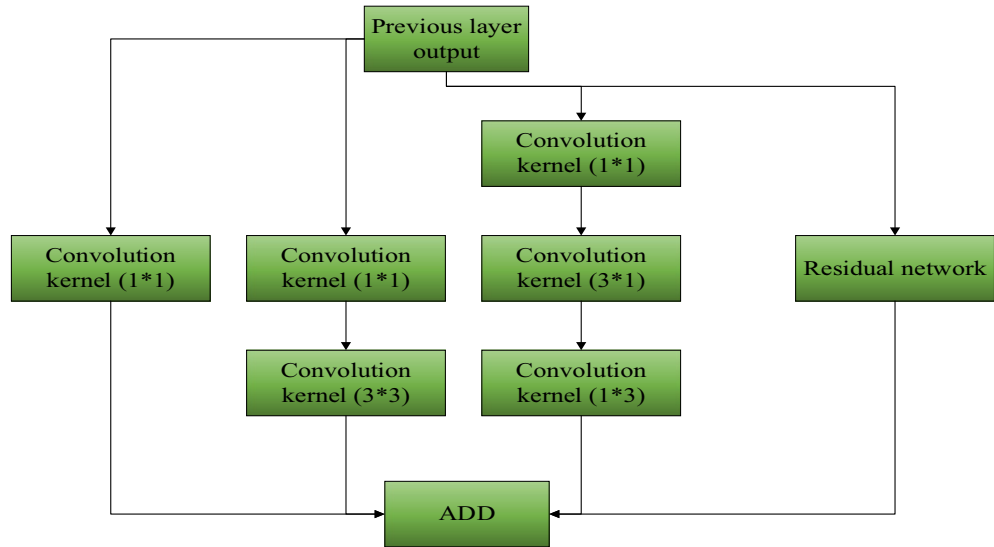 Previous layer
output
Convolution
kernel (1*1)
Convolution
kernel (1*1)
Convolution
kernel (1*1)
Convolution
kernel (3*1)
Residual network
Convolution
kernel (3*3)
Convolution
kernel (1*3)
ADD